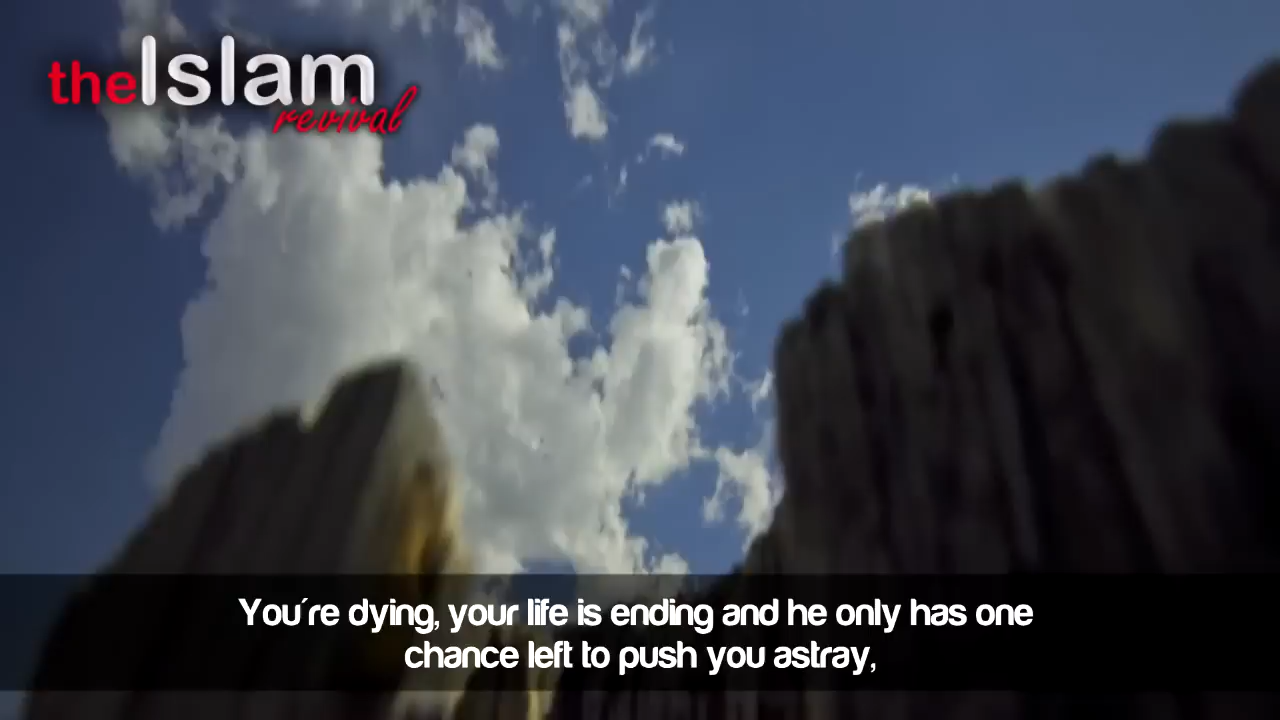 theIslam
revival
You're dying, your life is ending and he only has one
chance left to push you astray,